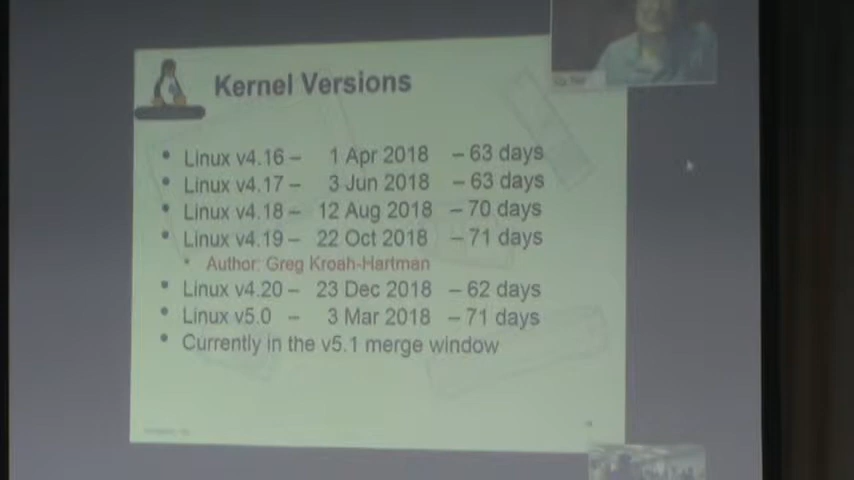 Kernel Versions
• Linux v4.16 – 1 Apr 2018 – 63 days
• Linux v4.17 – 3 Jun 2018 – 63 days
• Linux v4.18 – 12 Aug 2018 – 70 days
• Linux v4.19 – 22 Oct 2018 – 71 days
• Author: Greg Kroah-Hartman
• Linux v4.20 – 23 Dec 2018 – 62 days
• Linux v5.0 – 3 Mar 2018 – 71 days
• Currently in the v5.1 merge window